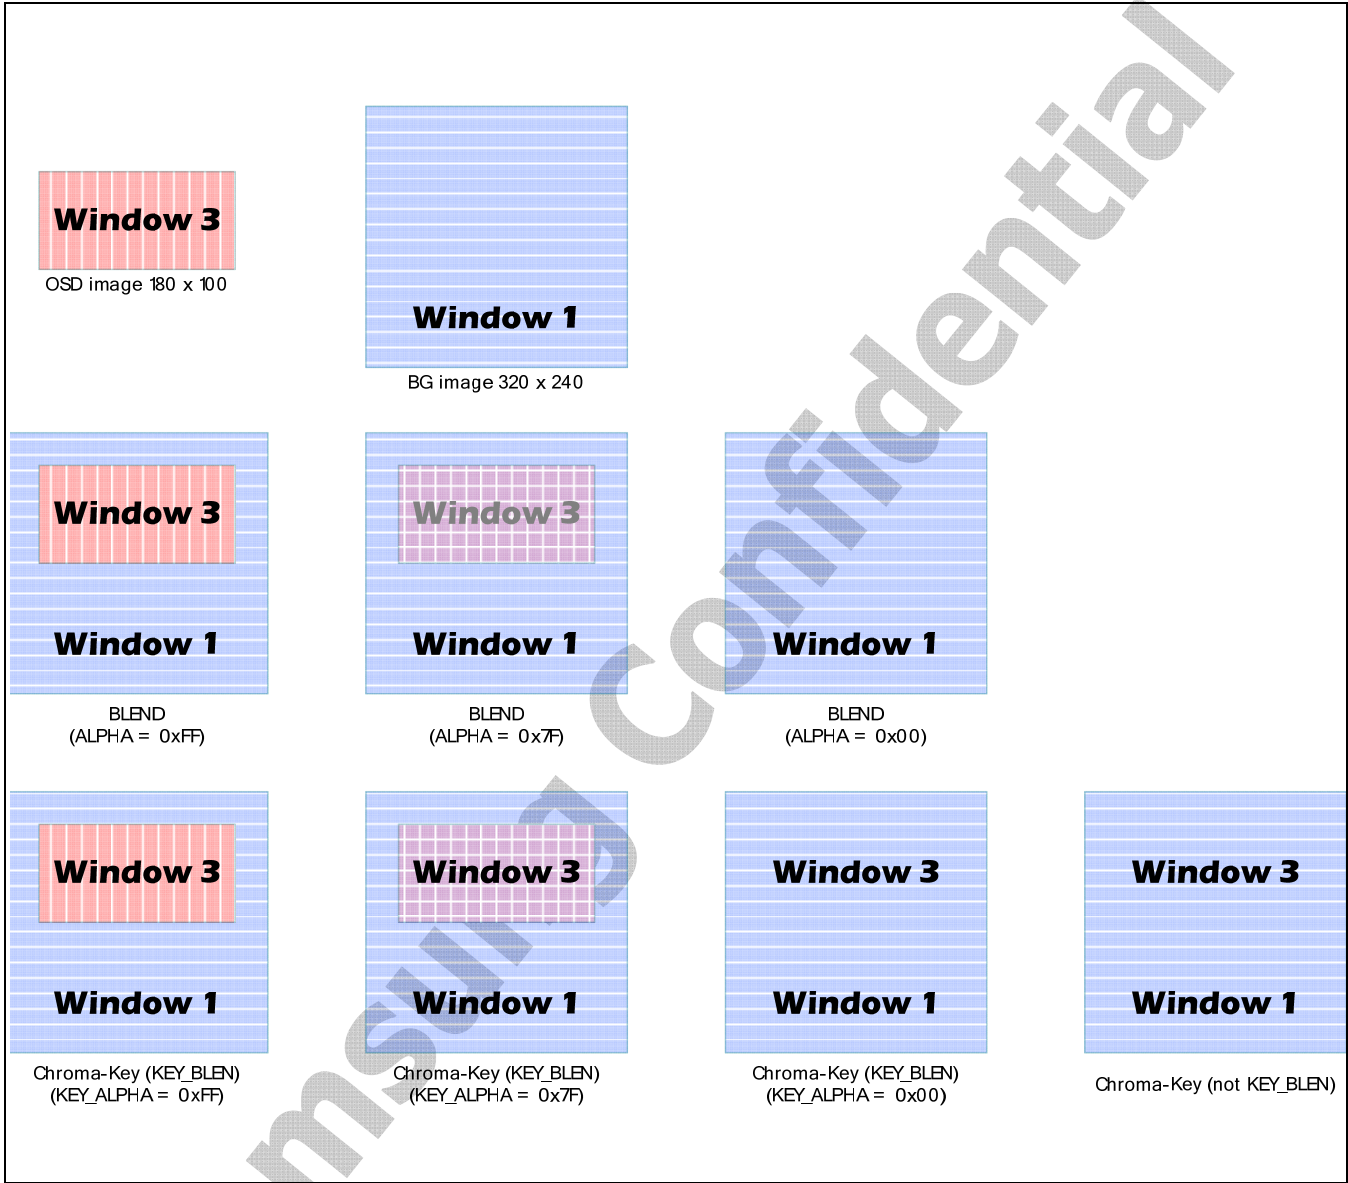 Window 3
OSD image 180 x 100
Window 1
BG image 320 x 240
Window 3
Window 3
Window 1
Window 1
Window 1
BLEND
(ALPHA = 0xFF)
BLEND
(ALPHA = 0x7F)
BLEND
(ALPHA = 0x00)
Window 3
Window 3
Window 3
Window 3
Window 1
Window 1
Window 1
Window 1
Chroma-Key (KEY_BLEN)
(KEY_ALPHA = 0xFF)
Chroma-Key (KEY_BLEN)
(KEY_ALPHA = 0x7F)
Chroma-Key (KEY_BLEN)
(KEY_ALPHA = 0x00)
Chroma-Key (not KEY_BLEN)
msung Confidential